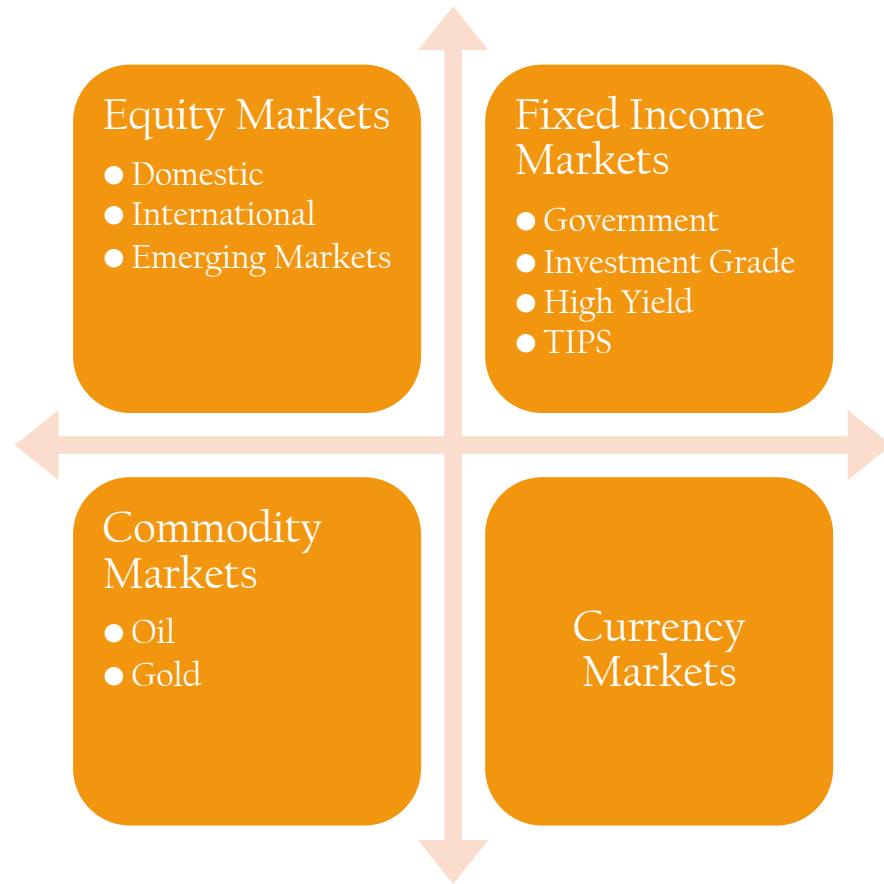 Equity Markets
● Domestic
● International
● Emerging Markets
Fixed Income
Markets
● Government
● Investment Grade
● High Yield
● TIPS
Commodity
Markets
● Oil
● Gold
Currency
Markets